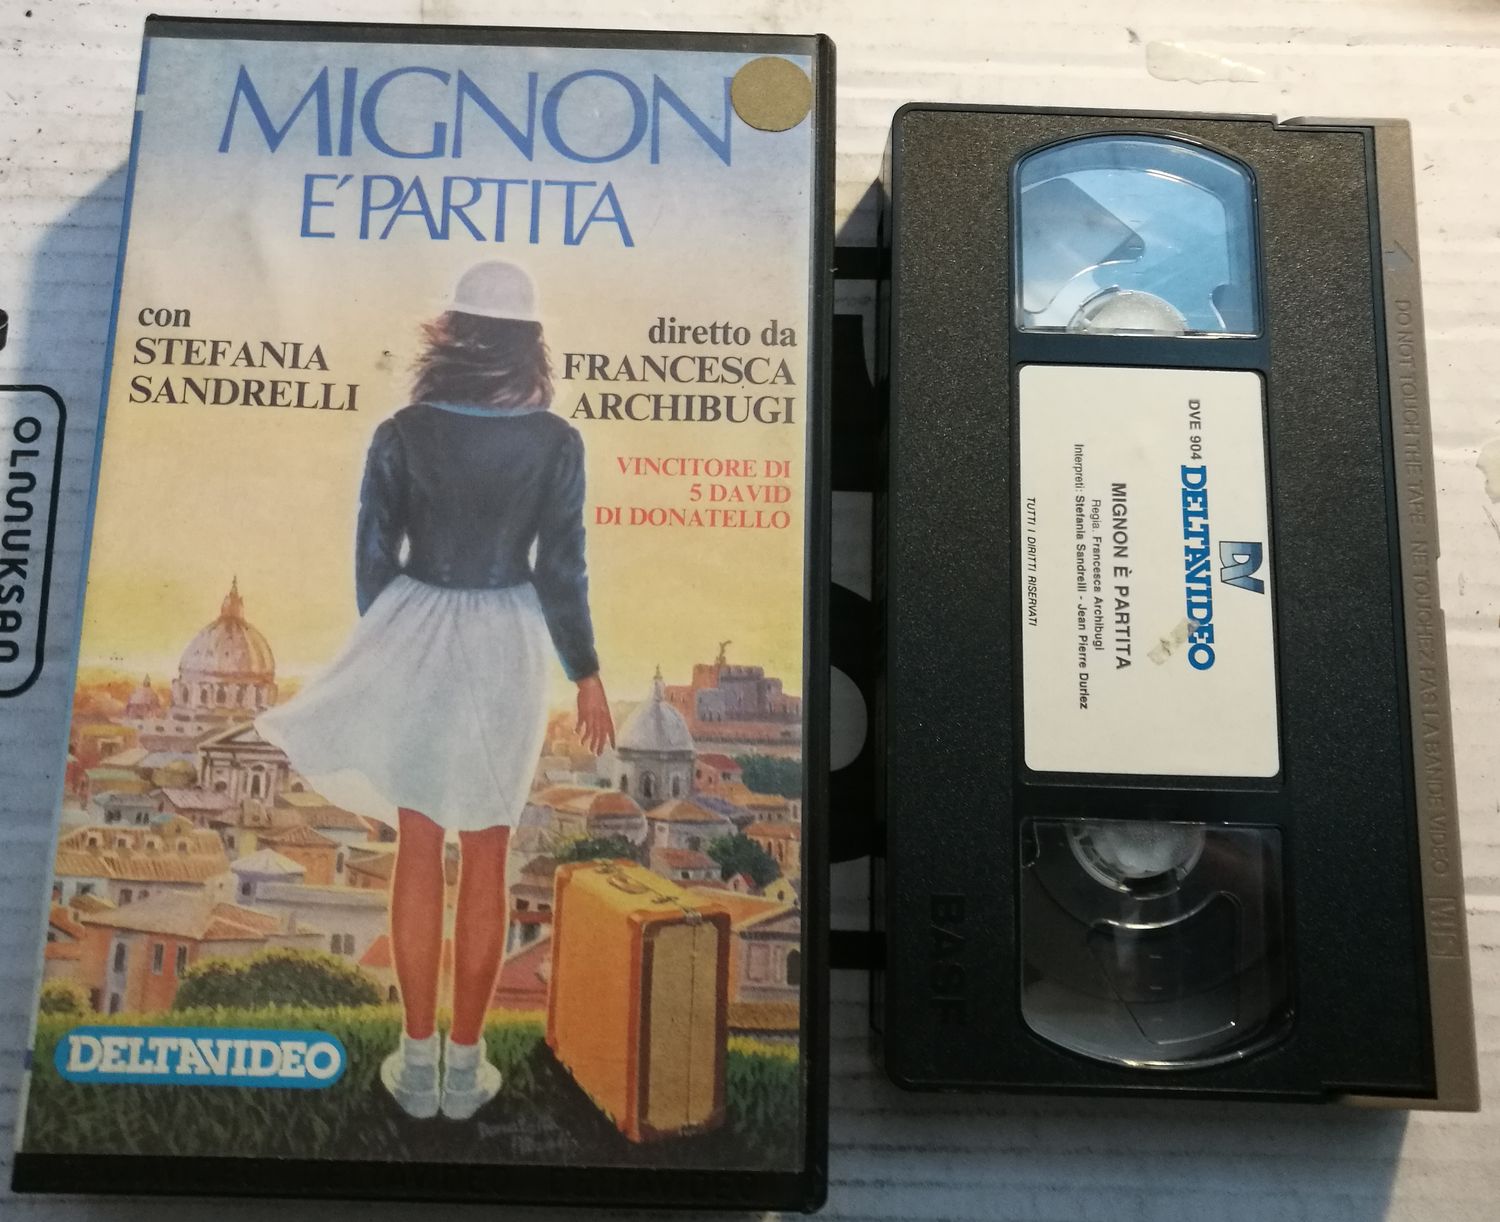 MIGNON
E' PARTITA
con
STEFANIA
SANDRELLI
diretto da
FRANCESCA
ARCHIBUGI
VINCITORE DI
5 DAVID
DI DONATELLO
DELTAVIDEO
DVE 904
DV
DELTAVIDEO
MIGNON È PARTITA
Regia: Francesca Archibugi
Interpreti: Stefania Sandrelli - Jean Pierre Duriez
TUTTI I DIRITTI RISERVATI
BASF
DO NOT TOUCH THE TAPE · NE TOUCHEZ PAS LA BANDE VIDEO
VHS